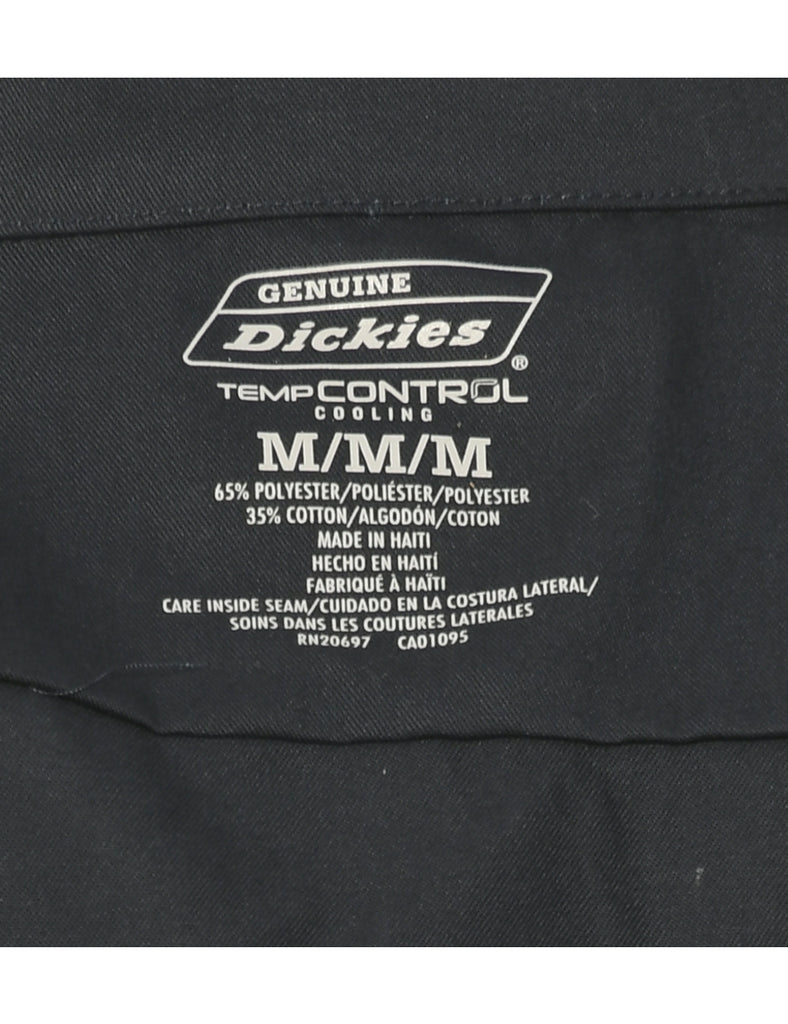 GENUINE
Dickies®
TEMPCONTROL
COOLING
M/M/M
65% POLYESTER/POLIÉSTER/POLYESTER
35% COTTON/ALGODÓN/COTON
MADE IN HAITI
HECHO EN HAITÍ
FABRIQUÉ À HAÏTI
CARE INSIDE SEAM/CUIDADO EN LA COSTURA LATERAL/
SOINS DANS LES COUTURES LATERALES
RN20697 CA01095